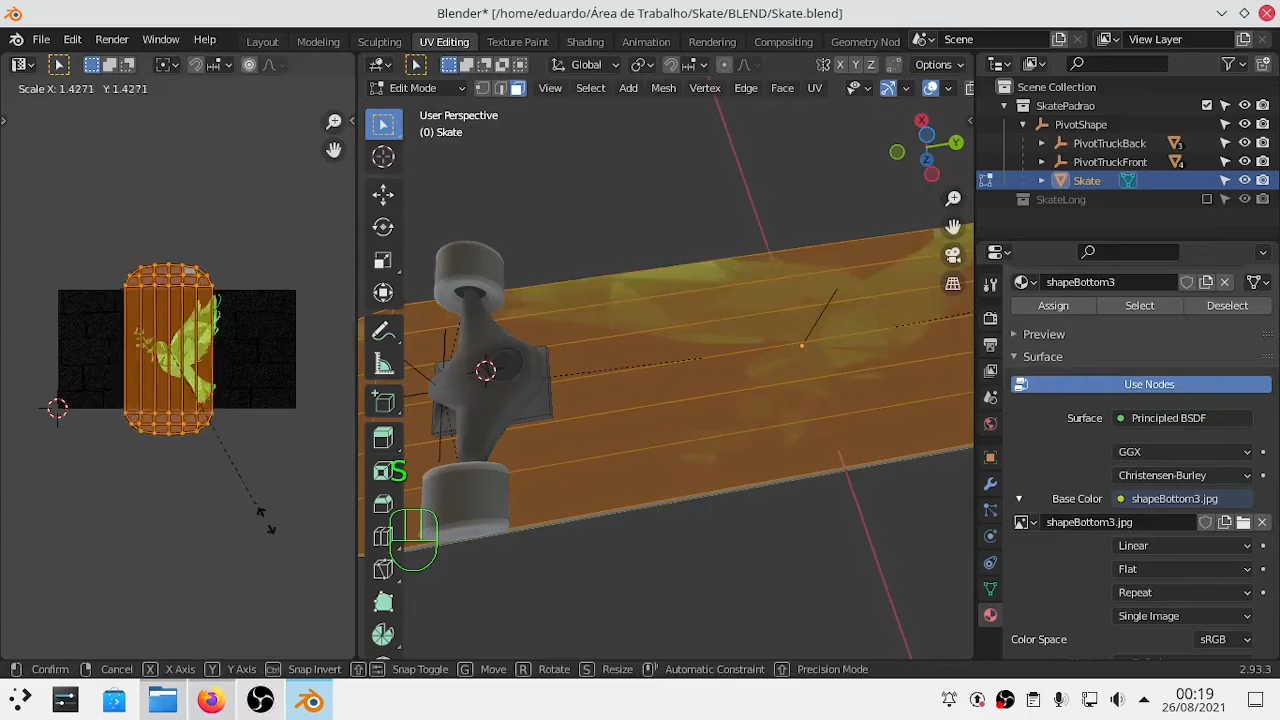 Blender* [/home/eduardo/Área de Trabalho/Skate/BLEND/Skate.blend]
File Edit Render Window Help Layout Modeling Sculpting UV Editing Texture Paint Shading Animation Rendering Compositing Geometry Nod Scene View Layer
Global X Y Z Options
Scale X: 1.4271 Y: 1.4271
Edit Mode View Select Add Mesh Vertex Edge Face UV
User Perspective
(0) Skate
X Y Z
S
Scene Collection
SkatePadrao
PivotShape
PivotTruckBack 3
PivotTruckFront 4
Skate
SkateLong
shapeBottom3
Assign Select Deselect
Preview
Surface
Use Nodes
Surface Principled BSDF
GGX
Christensen-Burley
Base Color shapeBottom3.jpg
shapeBottom3.jpg
Linear
Flat
Repeat
Single Image
Color Space sRGB
Confirm Cancel X X Axis Y Y Axis Ctrl Snap Invert Snap Toggle G Move R Rotate S Resize Automatic Constraint Precision Mode 2.93.3
00:19
26/08/2021